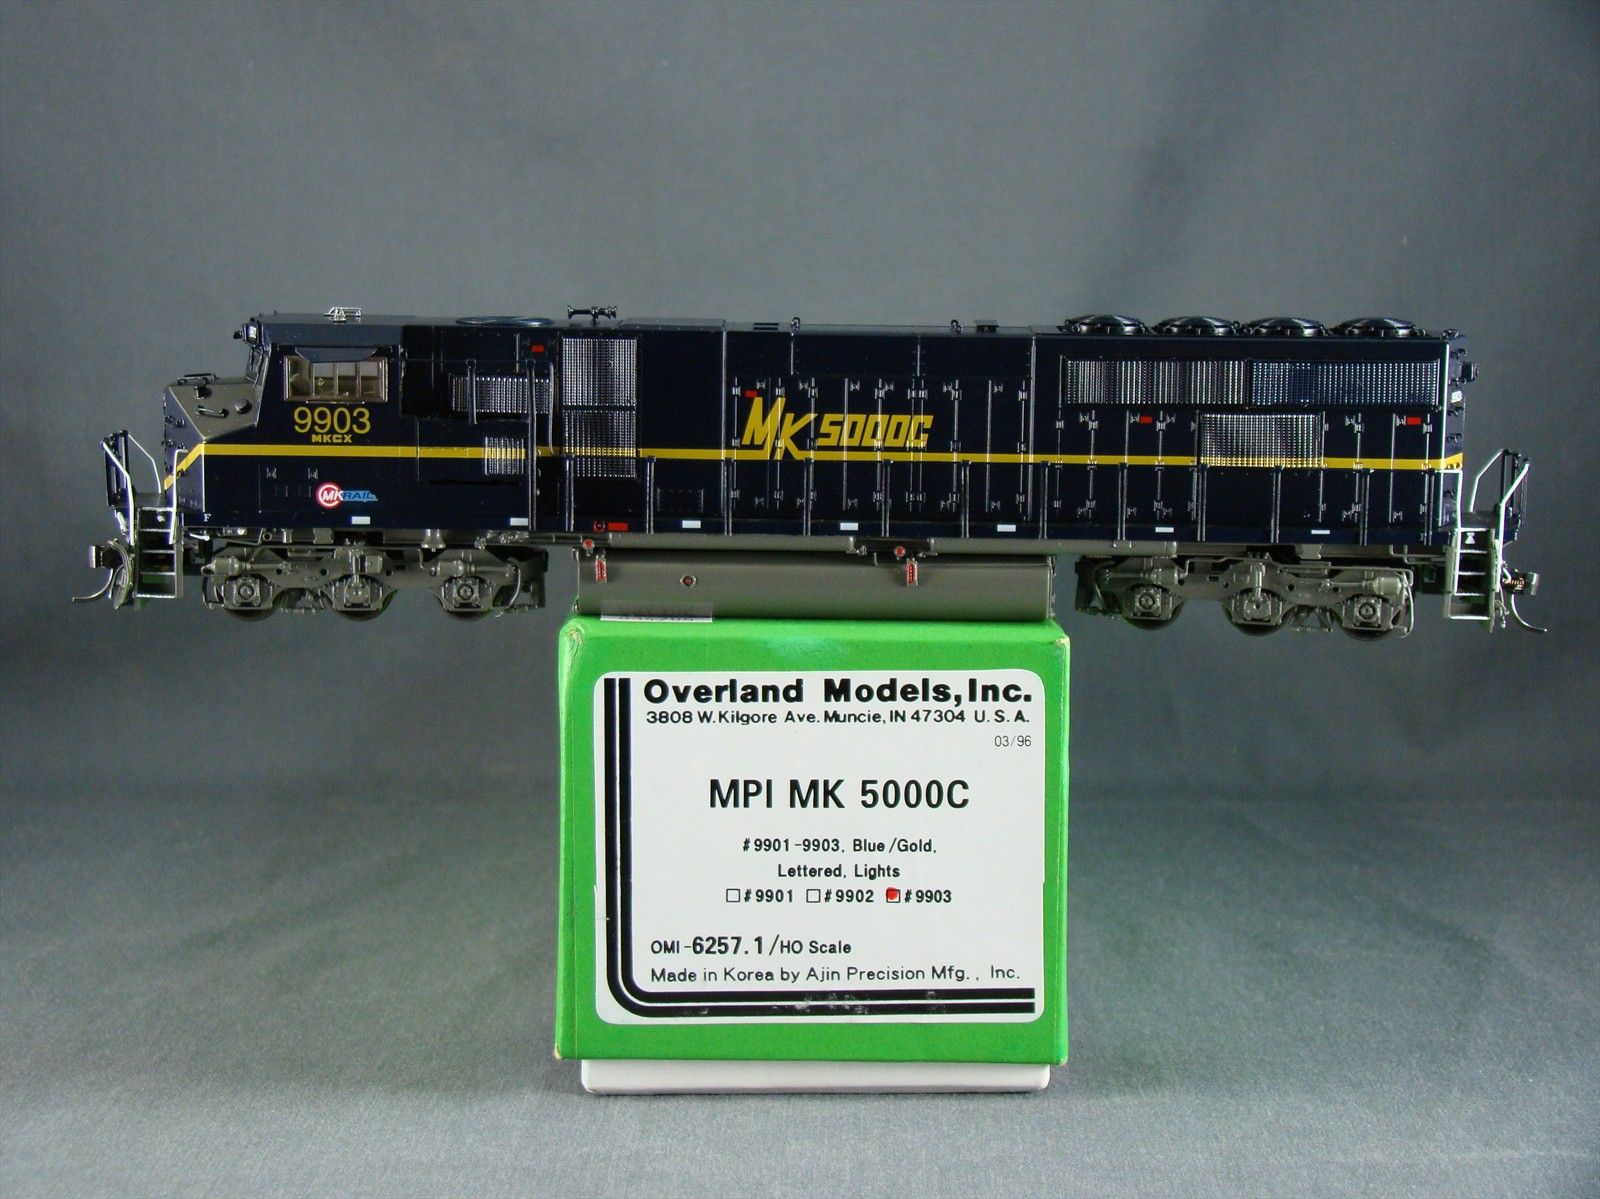 9903
MKCX
MK 5000C
MKRAIL
F
Overland Models, Inc.
3808 W. Kilgore Ave. Muncie, IN 47304 U.S.A.
03/96
MPI MK 5000C
#9901-9903, Blue/Gold,
Lettered, Lights
#9901 #9902 #9903
OMI-6257.1/HO Scale
Made in Korea by Ajin Precision Mfg., Inc.